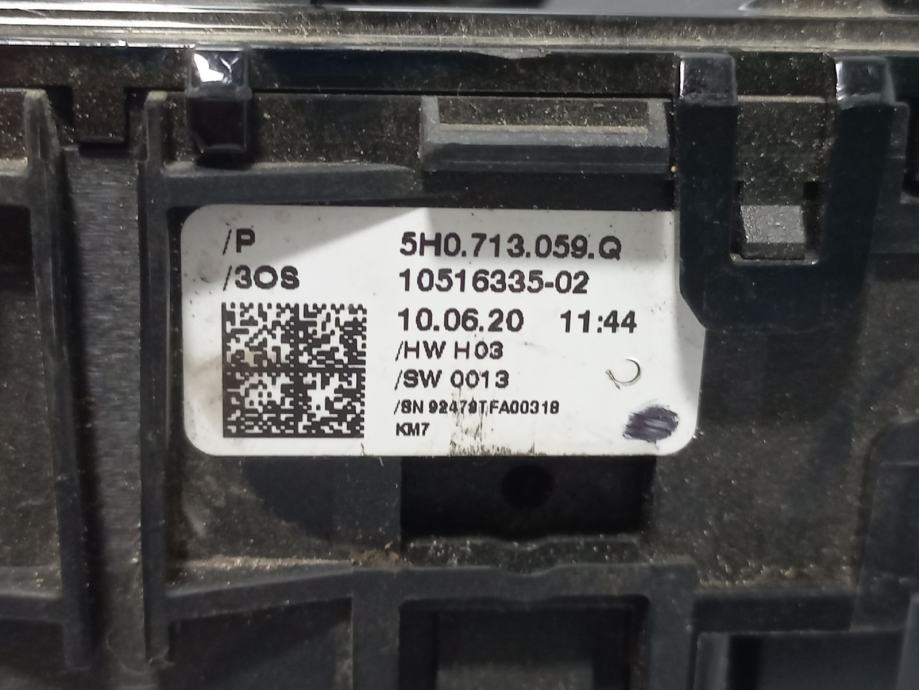 /P 5H0.713.059.Q
/3OS 10516335-02
10.06.20 11:44
/HW H03
/SW 0013
/SN 92479TFA00318
KM7